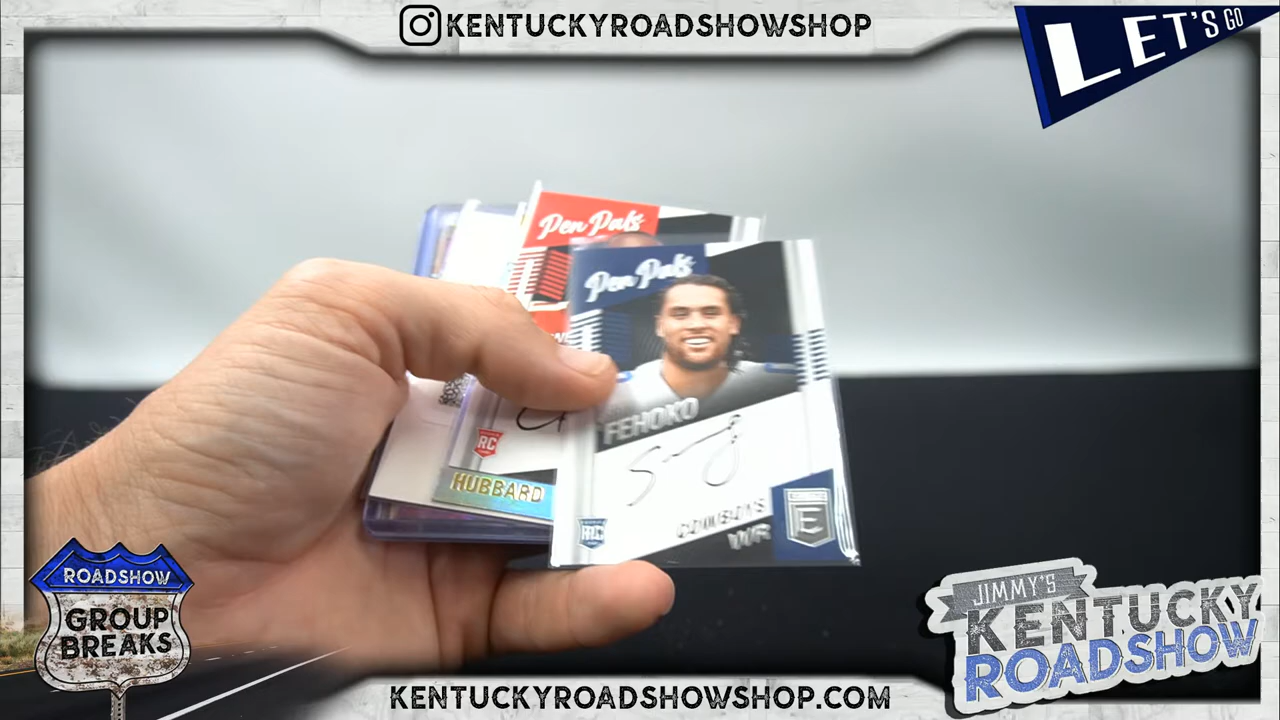 KENTUCKYROADSHOWSHOP
LET'S GO
Pen Pals
Pen Pals
FEHOKO
RC
HUBBARD
COWBOYS
WR
RC
E
ROADSHOW
GROUP
BREAKS
JIMMY'S
KENTUCKY
ROADSHOW
KENTUCKYROADSHOWSHOP.COM